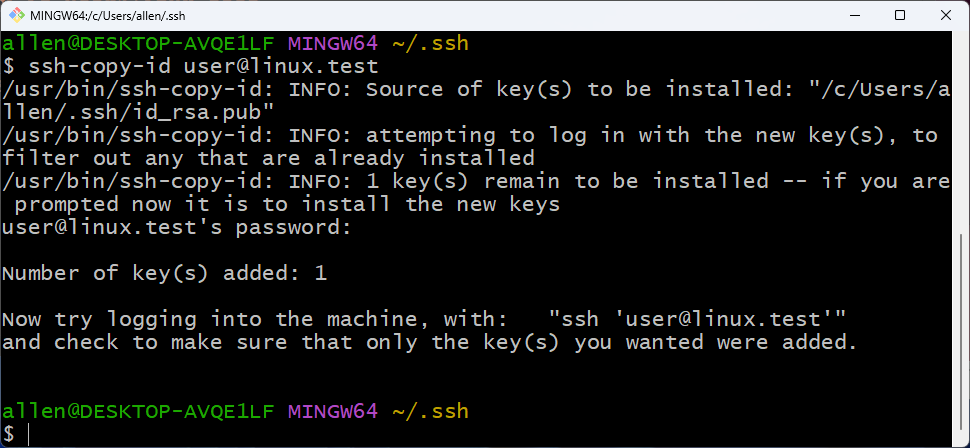 MINGW64:/c/Users/allen/.ssh
allen@DESKTOP-AVQE1LF MINGW64 ~/.ssh
$ ssh-copy-id user@linux.test
/usr/bin/ssh-copy-id: INFO: Source of key(s) to be installed: "/c/Users/a
llen/.ssh/id_rsa.pub"
/usr/bin/ssh-copy-id: INFO: attempting to log in with the new key(s), to
filter out any that are already installed
/usr/bin/ssh-copy-id: INFO: 1 key(s) remain to be installed -- if you are
 prompted now it is to install the new keys
user@linux.test's password:
Number of key(s) added: 1
Now try logging into the machine, with:   "ssh 'user@linux.test'"
and check to make sure that only the key(s) you wanted were added.
allen@DESKTOP-AVQE1LF MINGW64 ~/.ssh
$